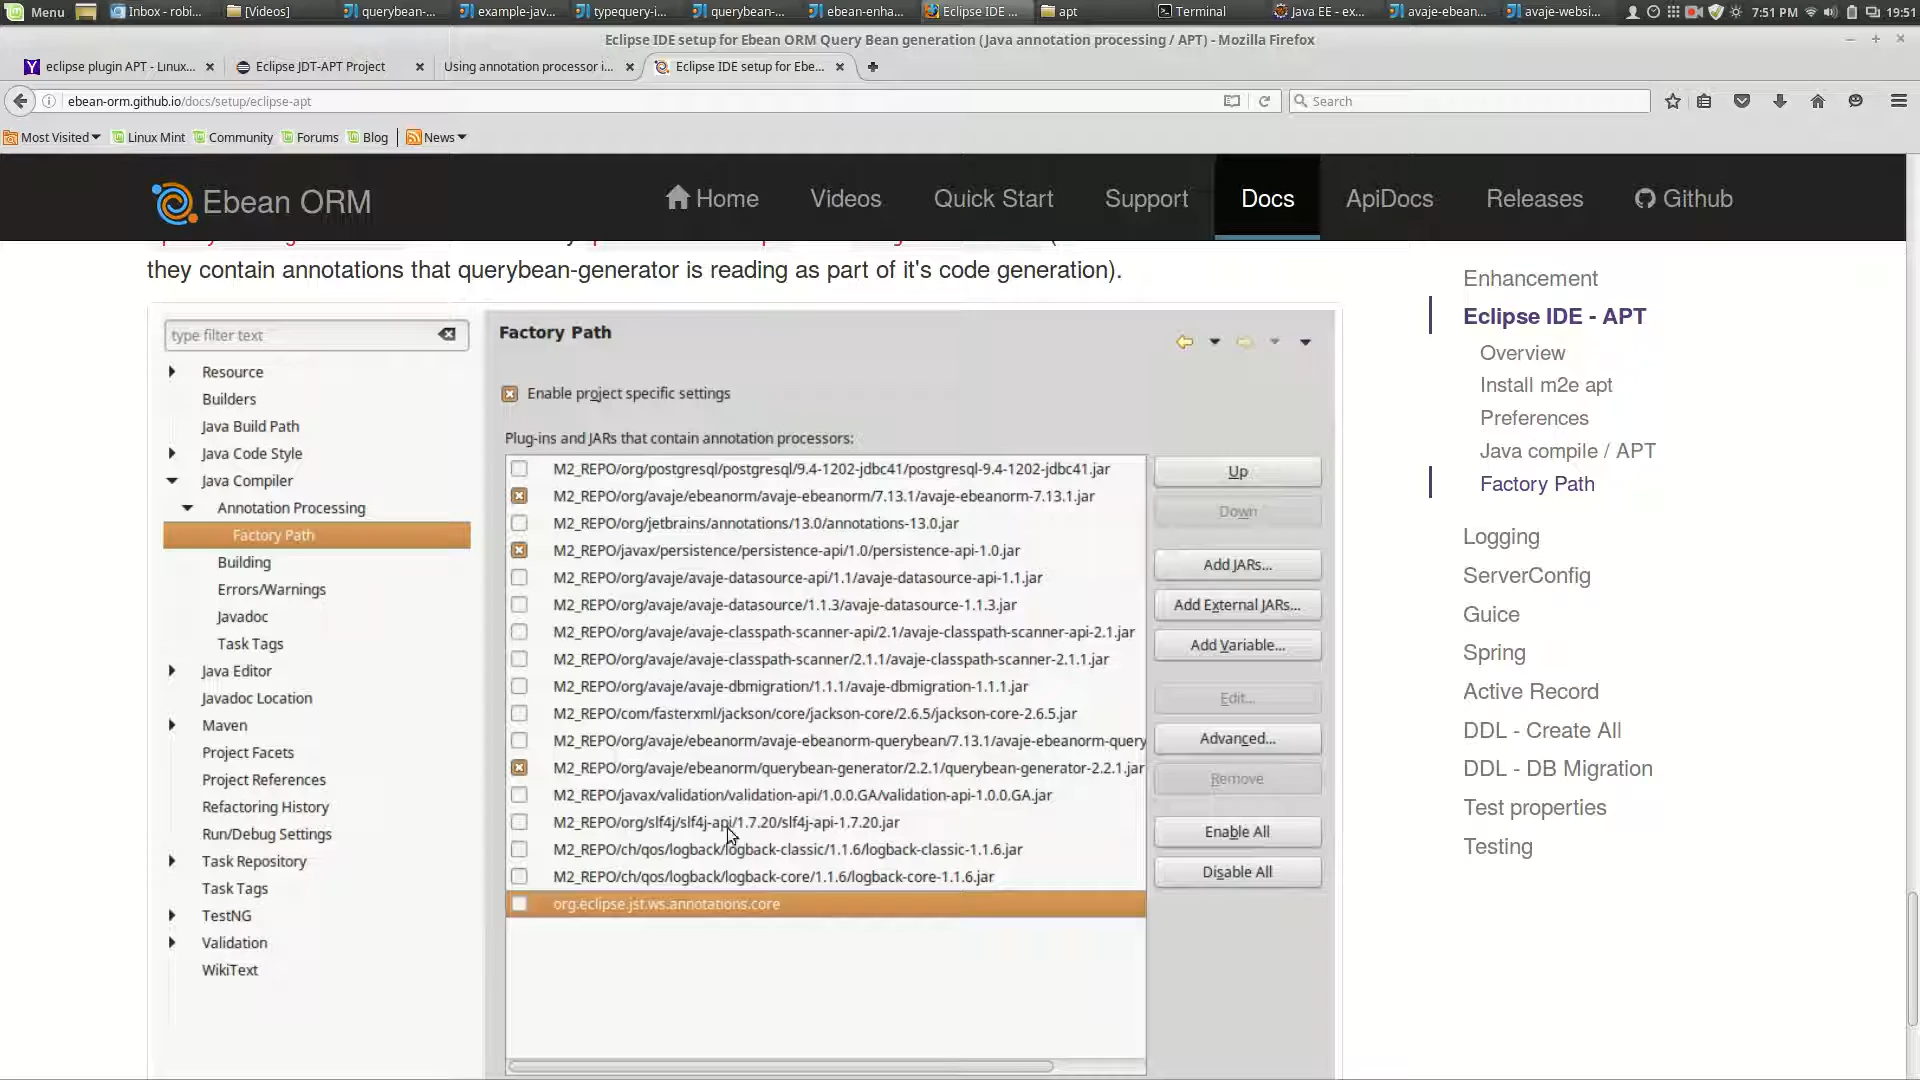 Menu
Inbox - robi...
[Videos]
querybean-...
example-jav...
typequery-i...
querybean-...
ebean-enha...
Eclipse IDE ...
apt
Terminal
Java EE - ex...
avaje-ebean...
avaje-websi...
7:51 PM
19:51
Eclipse IDE setup for Ebean ORM Query Bean generation (Java annotation processing / APT) - Mozilla Firefox
eclipse plugin APT - Linux...
Eclipse JDT-APT Project
Using annotation processor i...
Eclipse IDE setup for Ebe...
ebean-orm.github.io/docs/setup/eclipse-apt
Search
Most Visited
Linux Mint
Community
Forums
Blog
News
Ebean ORM
Home
Videos
Quick Start
Support
Docs
ApiDocs
Releases
Github
they contain annotations that querybean-generator is reading as part of it's code generation).
type filter text
Resource
Builders
Java Build Path
Java Code Style
Java Compiler
Annotation Processing
Factory Path
Building
Errors/Warnings
Javadoc
Task Tags
Java Editor
Javadoc Location
Maven
Project Facets
Project References
Refactoring History
Run/Debug Settings
Task Repository
Task Tags
TestNG
Validation
WikiText
Factory Path
Enable project specific settings
Plug-ins and JARs that contain annotation processors:
M2_REPO/org/postgresql/postgresql/9.4-1202-jdbc41/postgresql-9.4-1202-jdbc41.jar
M2_REPO/org/avaje/ebeanorm/avaje-ebeanorm/7.13.1/avaje-ebeanorm-7.13.1.jar
M2_REPO/org/jetbrains/annotations/13.0/annotations-13.0.jar
M2_REPO/javax/persistence/persistence-api/1.0/persistence-api-1.0.jar
M2_REPO/org/avaje/avaje-datasource-api/1.1/avaje-datasource-api-1.1.jar
M2_REPO/org/avaje/avaje-datasource/1.1.3/avaje-datasource-1.1.3.jar
M2_REPO/org/avaje/avaje-classpath-scanner-api/2.1/avaje-classpath-scanner-api-2.1.jar
M2_REPO/org/avaje/avaje-classpath-scanner/2.1.1/avaje-classpath-scanner-2.1.1.jar
M2_REPO/org/avaje/avaje-dbmigration/1.1.1/avaje-dbmigration-1.1.1.jar
M2_REPO/com/fasterxml/jackson/core/jackson-core/2.6.5/jackson-core-2.6.5.jar
M2_REPO/org/avaje/ebeanorm/avaje-ebeanorm-querybean/7.13.1/avaje-ebeanorm-query
M2_REPO/org/avaje/ebeanorm/querybean-generator/2.2.1/querybean-generator-2.2.1.jar
M2_REPO/javax/validation/validation-api/1.0.0.GA/validation-api-1.0.0.GA.jar
M2_REPO/org/slf4j/slf4j-api/1.7.20/slf4j-api-1.7.20.jar
M2_REPO/ch/qos/logback/logback-classic/1.1.6/logback-classic-1.1.6.jar
M2_REPO/ch/qos/logback/logback-core/1.1.6/logback-core-1.1.6.jar
org.eclipse.jst.ws.annotations.core
Up
Down
Add JARs...
Add External JARs...
Add Variable...
Edit...
Advanced...
Remove
Enable All
Disable All
Enhancement
Eclipse IDE - APT
Overview
Install m2e apt
Preferences
Java compile / APT
Factory Path
Logging
ServerConfig
Guice
Spring
Active Record
DDL - Create All
DDL - DB Migration
Test properties
Testing